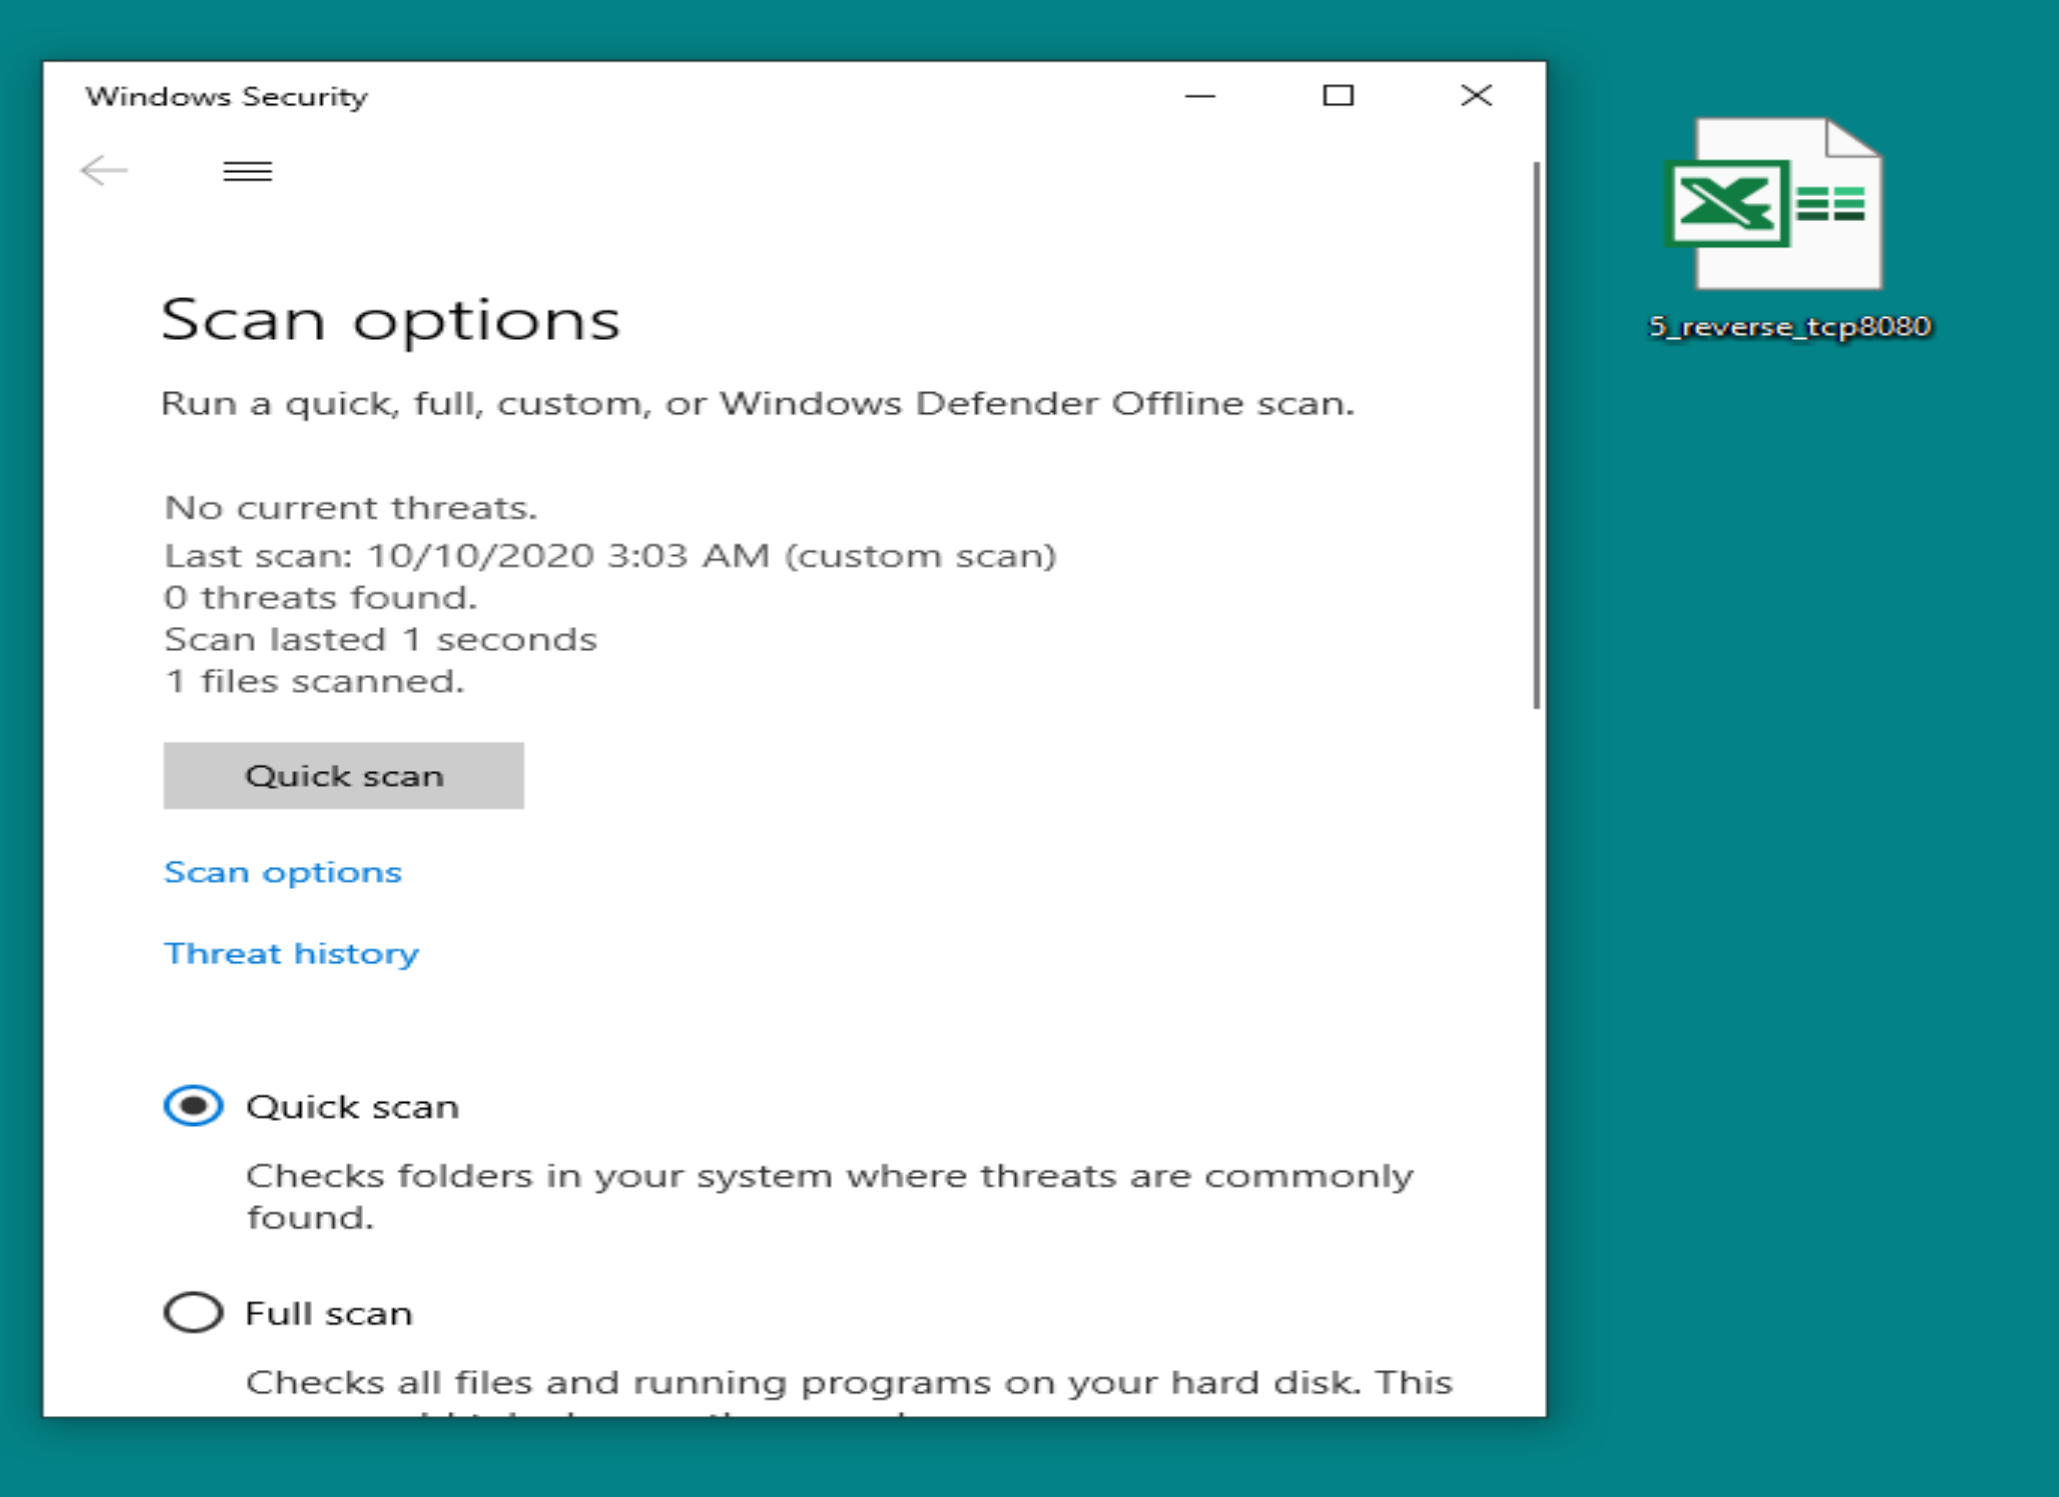 Windows Security
Scan options
Run a quick, full, custom, or Windows Defender Offline scan.
No current threats.
Last scan: 10/10/2020 3:03 AM (custom scan)
0 threats found.
Scan lasted 1 seconds
1 files scanned.
Quick scan
Scan options
Threat history
Quick scan
Checks folders in your system where threats are commonly
found.
Full scan
Checks all files and running programs on your hard disk. This
5_reverse_tcp8080